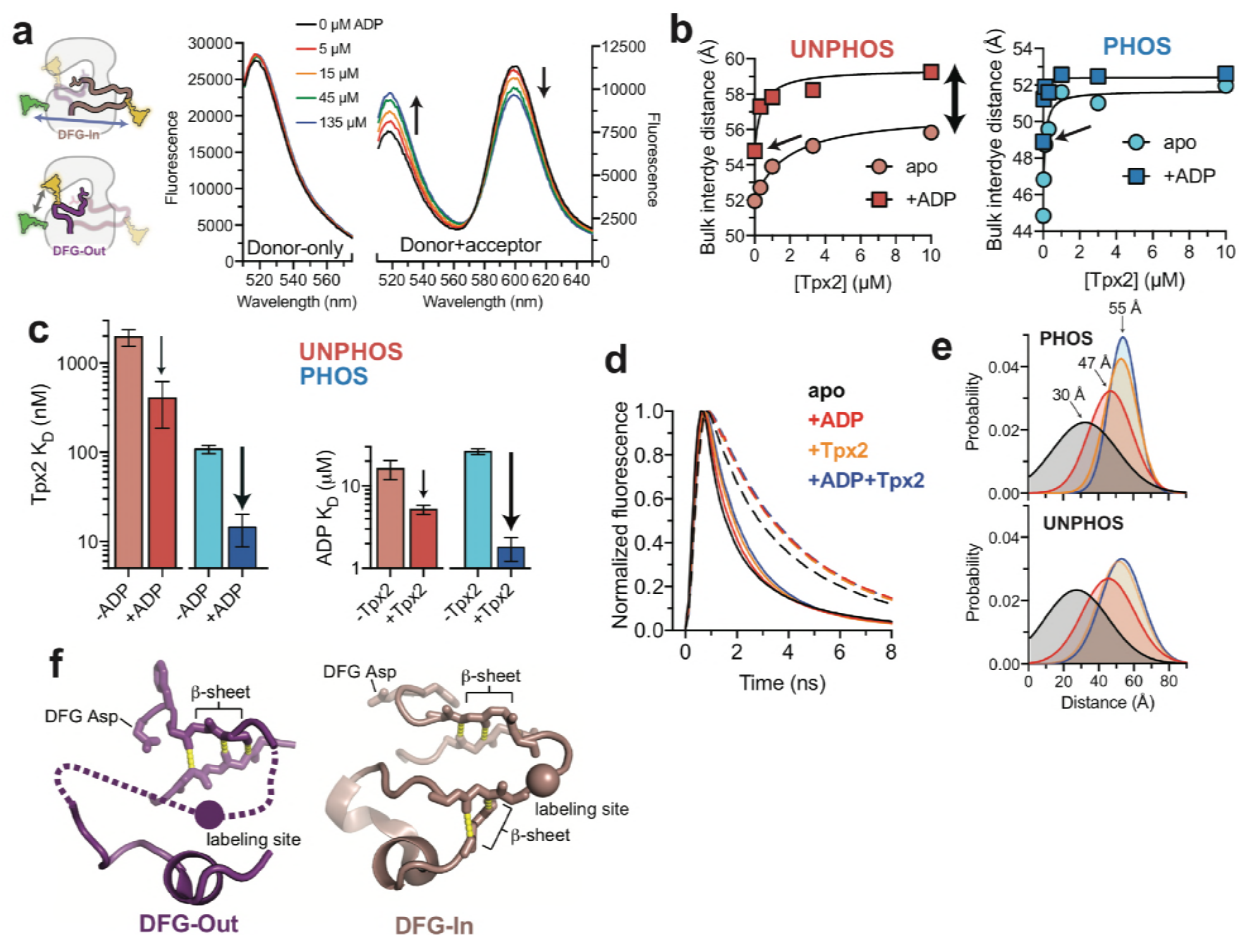 a
DFG-In
DFG-Out
Fluorescence
30000
25000
20000
15000
10000
5000
0
0 µM ADP
5 µM
15 µM
45 µM
135 µM
Donor-only
Donor+acceptor
520 540 560
520 540 560 580 600 620 640
Wavelength (nm)
Wavelength (nm)
12500
10000
7500
5000
2500
0
Fluorescence
b
UNPHOS
Bulk interdye distance (Å)
60
58
56
54
52
50
apo
+ADP
0 2 4 6 8 10
[Tpx2] (µM)
PHOS
Bulk interdye distance (Å)
54
52
50
48
46
44
apo
+ADP
0 2 4 6 8 10
[Tpx2] (µM)
c
UNPHOS
PHOS
Tpx2 KD (nM)
1000
100
10
-ADP
+ADP
-ADP
+ADP
ADP KD (µM)
10
1
-Tpx2
+Tpx2
-Tpx2
+Tpx2
d
apo
+ADP
+Tpx2
+ADP+Tpx2
Normalized fluorescence
1.0
0.8
0.6
0.4
0.2
0.0
0 2 4 6 8
Time (ns)
e
PHOS
55 Å
47 Å
30 Å
Probability
0.04
0.02
0.00
UNPHOS
Probability
0.04
0.02
0.00
0 20 40 60 80
Distance (Å)
f
DFG Asp
β-sheet
labeling site
DFG-Out
DFG Asp
β-sheet
labeling site
β-sheet
DFG-In